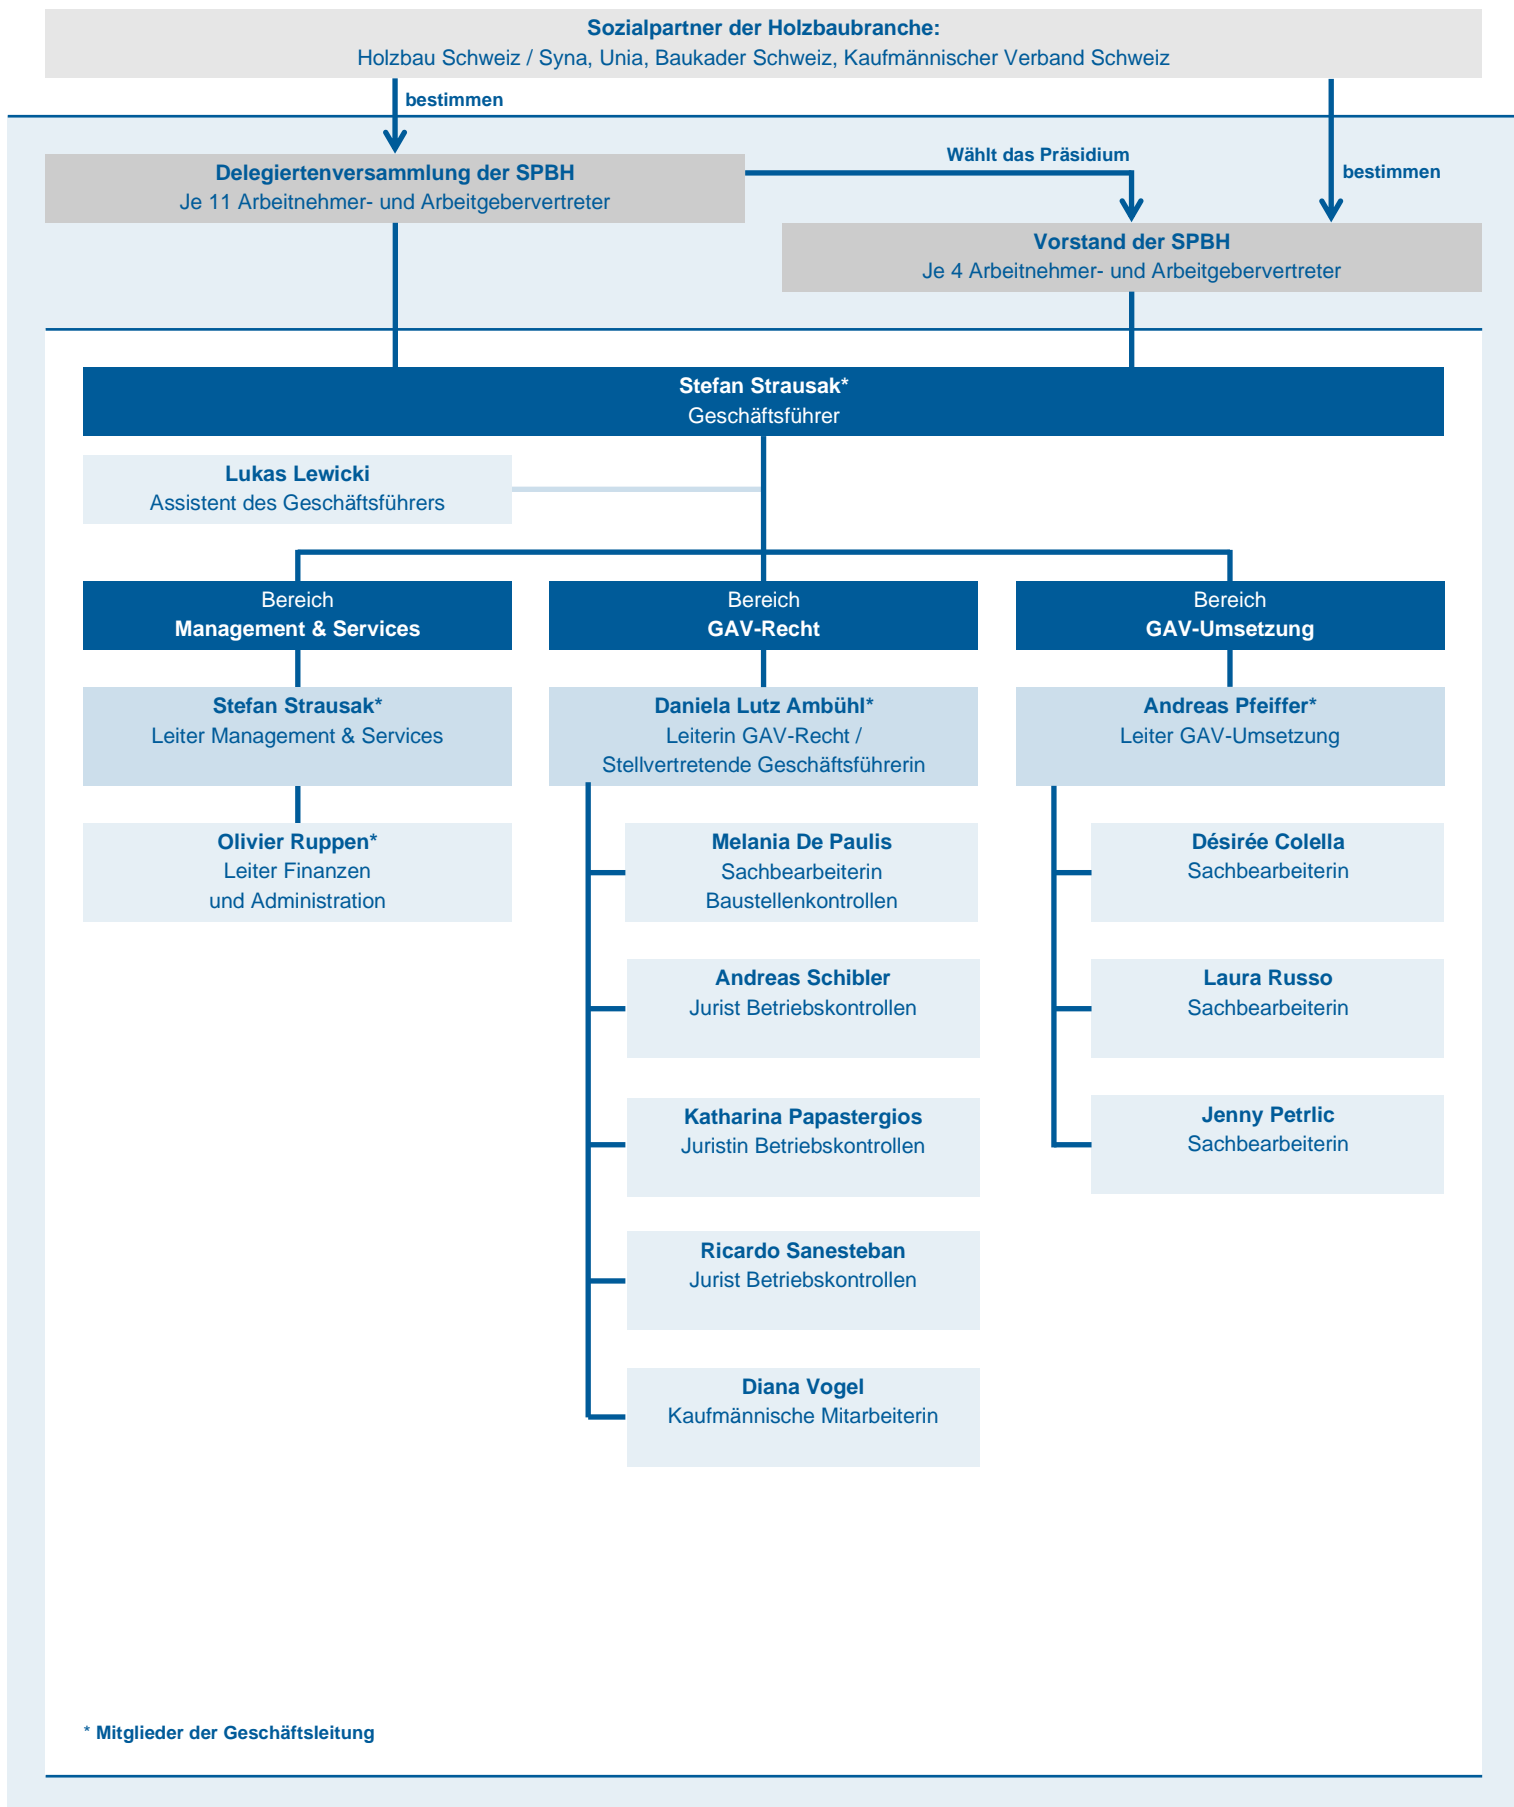 Sozialpartner der Holzbaubranche:
Holzbau Schweiz / Syna, Unia, Baukader Schweiz, Kaufmännischer Verband Schweiz
bestimmen
Wählt das Präsidium
bestimmen
Delegiertenversammlung der SPBH
Je 11 Arbeitnehmer- und Arbeitgebervertreter
Vorstand der SPBH
Je 4 Arbeitnehmer- und Arbeitgebervertreter
Stefan Strausak*
Geschäftsführer
Lukas Lewicki
Assistent des Geschäftsführers
Bereich
Management & Services
Stefan Strausak*
Leiter Management & Services
Olivier Ruppen*
Leiter Finanzen
und Administration
Bereich
GAV-Recht
Daniela Lutz Ambühl*
Leiterin GAV-Recht /
Stellvertretende Geschäftsführerin
Melania De Paulis
Sachbearbeiterin
Baustellenkontrollen
Andreas Schibler
Jurist Betriebskontrollen
Katharina Papastergios
Juristin Betriebskontrollen
Ricardo Sanesteban
Jurist Betriebskontrollen
Diana Vogel
Kaufmännische Mitarbeiterin
Bereich
GAV-Umsetzung
Andreas Pfeiffer*
Leiter GAV-Umsetzung
Désirée Colella
Sachbearbeiterin
Laura Russo
Sachbearbeiterin
Jenny Petrlic
Sachbearbeiterin
* Mitglieder der Geschäftsleitung